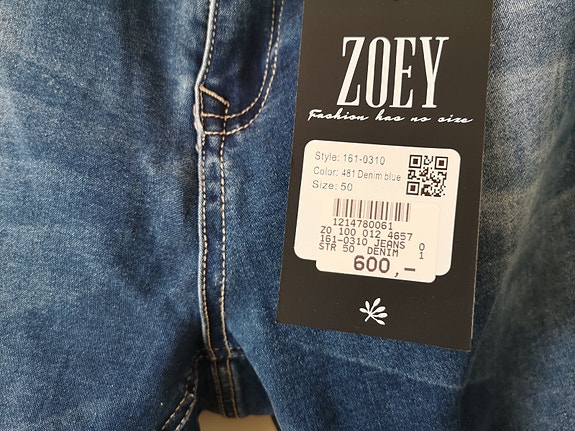 ZOEY
Fashion has no size
Style: 161-0310
Color: 481 Denim blue
Size: 50
1214780061
ZO 100 012 4657
161-0310 JEANS 0
STR 50 DENIM 1
600,-